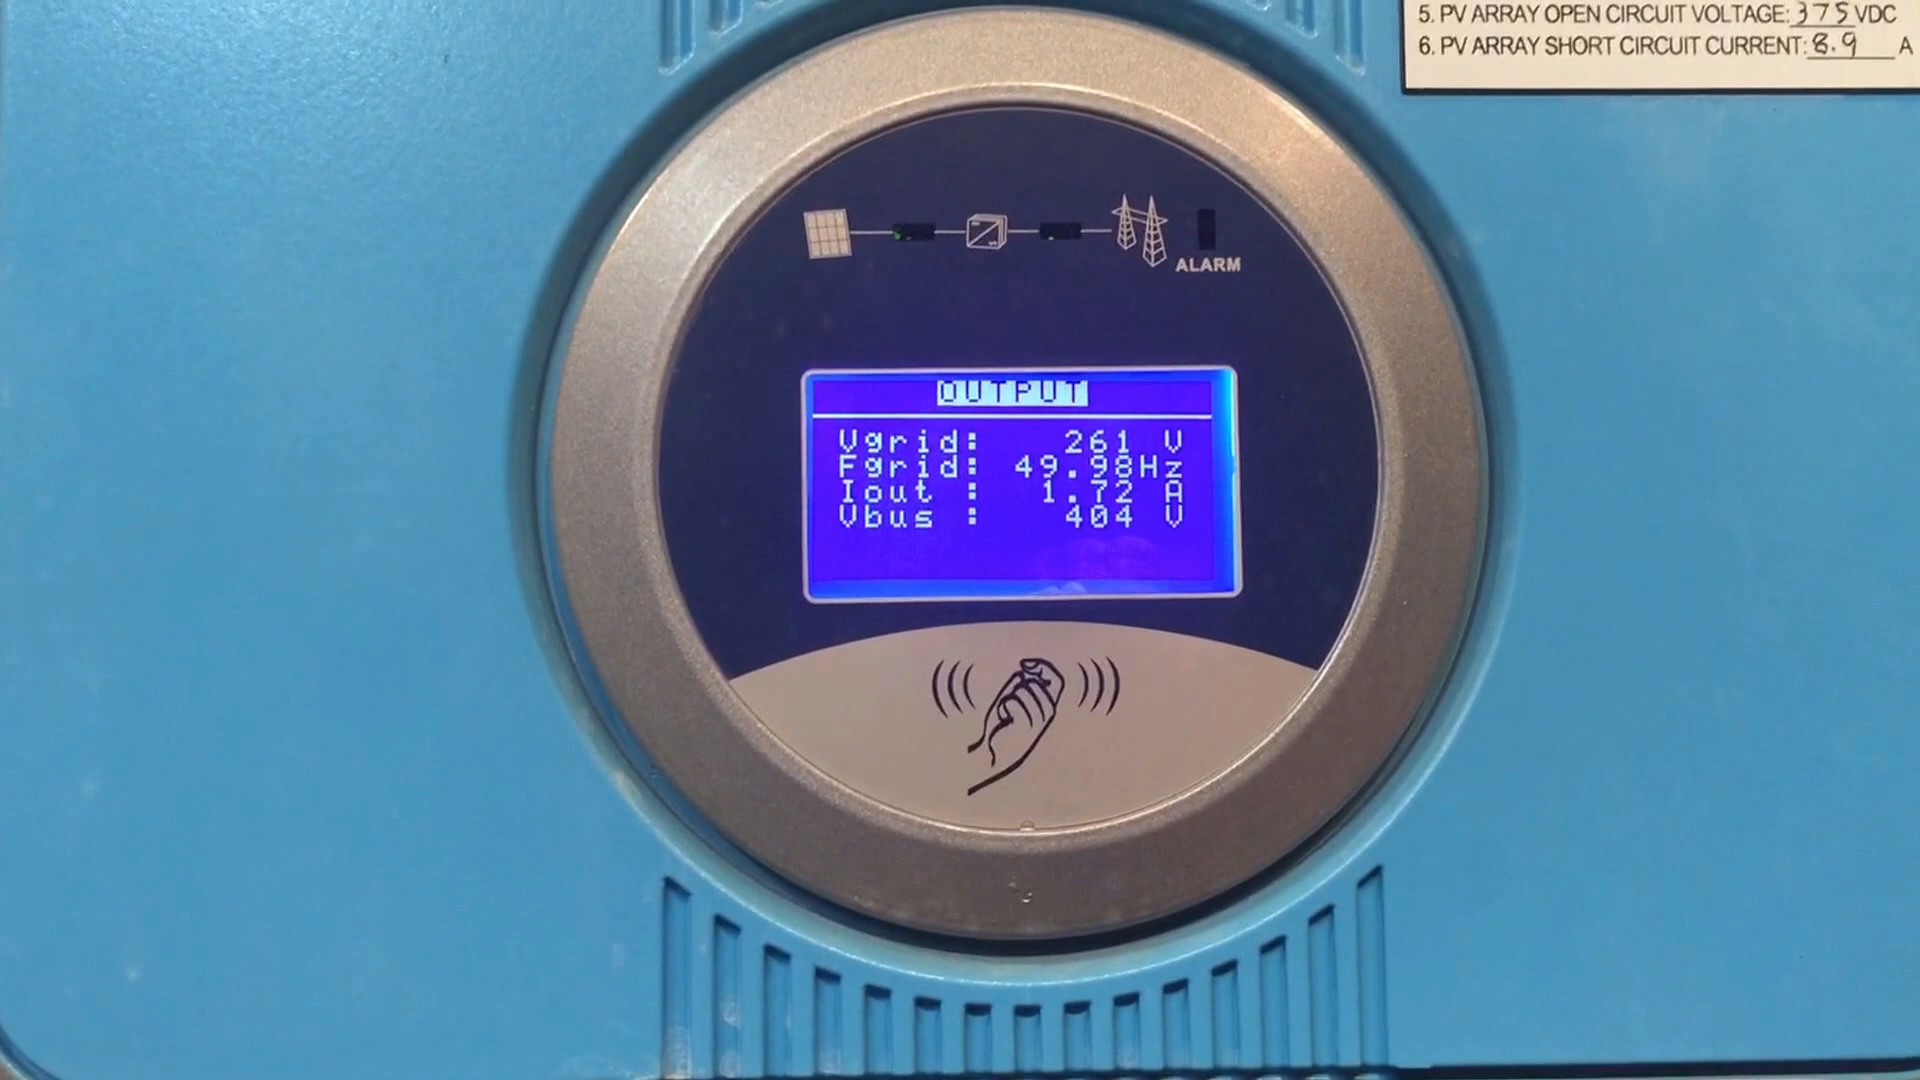 5. PV ARRAY OPEN CIRCUIT VOLTAGE: 375 VDC
6. PV ARRAY SHORT CIRCUIT CURRENT: 8.9 A
ALARM
OUTPUT
Vgrid: 261 V
Fgrid: 49.98Hz
Iout : 1.72 A
Vbus : 404 V